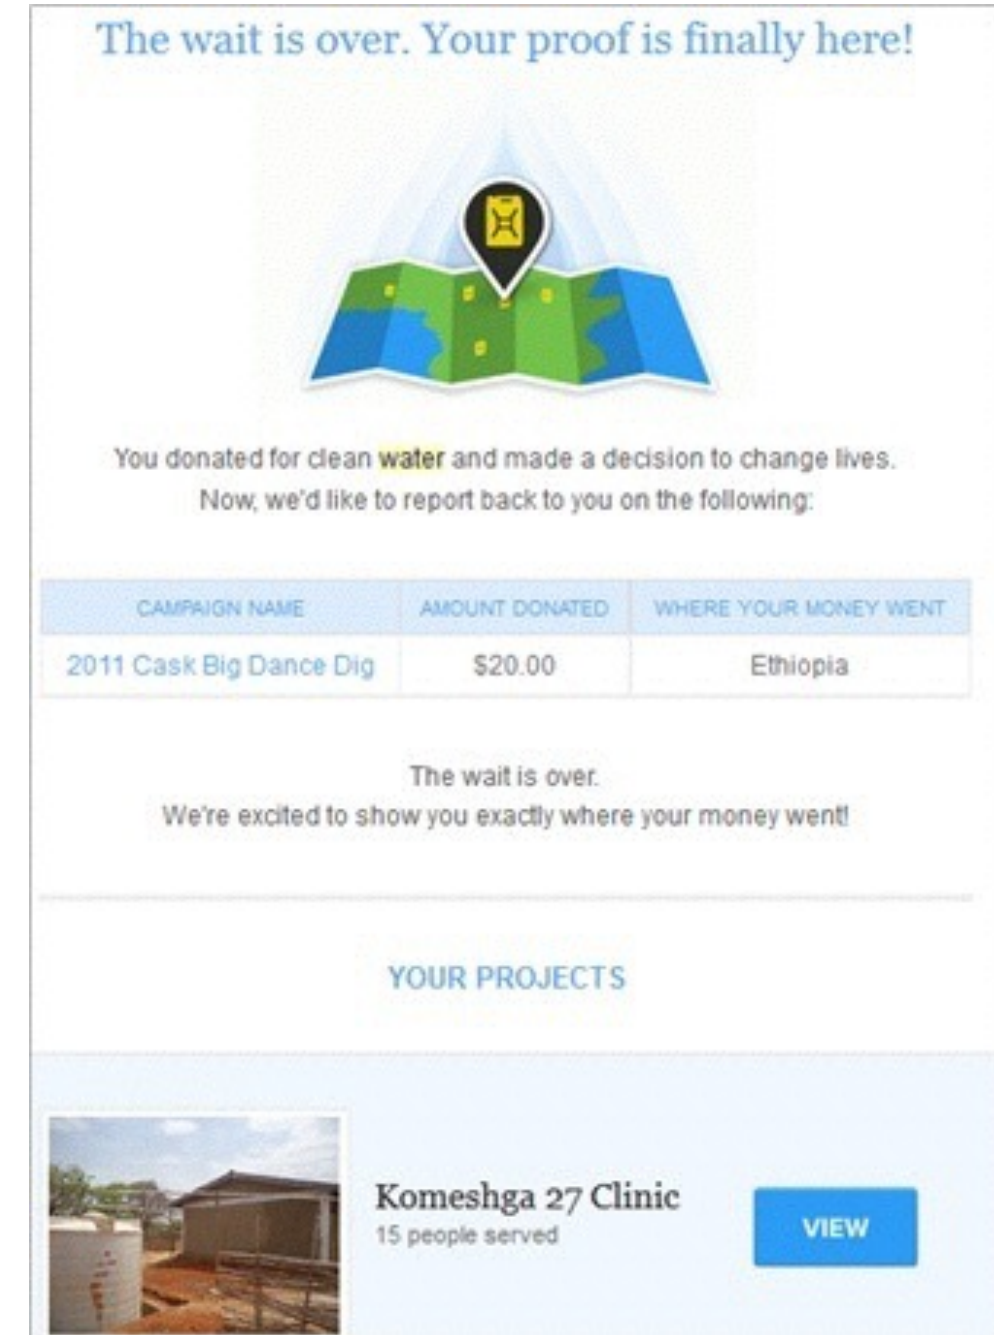 The wait is over. Your proof is finally here!
You donated for clean water and made a decision to change lives.
Now, we'd like to report back to you on the following:
CAMPAIGN NAME AMOUNT DONATED WHERE YOUR MONEY WENT
2011 Cask Big Dance Dig $20.00 Ethiopia
The wait is over.
We're excited to show you exactly where your money went!
YOUR PROJECTS
Komeshga 27 Clinic
15 people served
VIEW